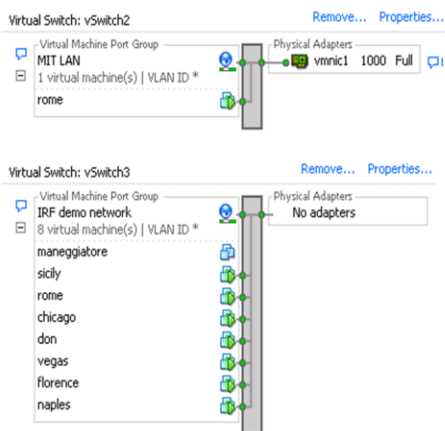 Virtual Switch: vSwitch2 Remove... Properties...
Virtual Machine Port Group Physical Adapters
MIT LAN vmnic1 1000 Full
1 virtual machine(s) | VLAN ID *
rome
Virtual Switch: vSwitch3 Remove... Properties...
Virtual Machine Port Group Physical Adapters
IRF demo network No adapters
8 virtual machine(s) | VLAN ID *
maneggiatore
sicily
rome
chicago
don
vegas
florence
naples